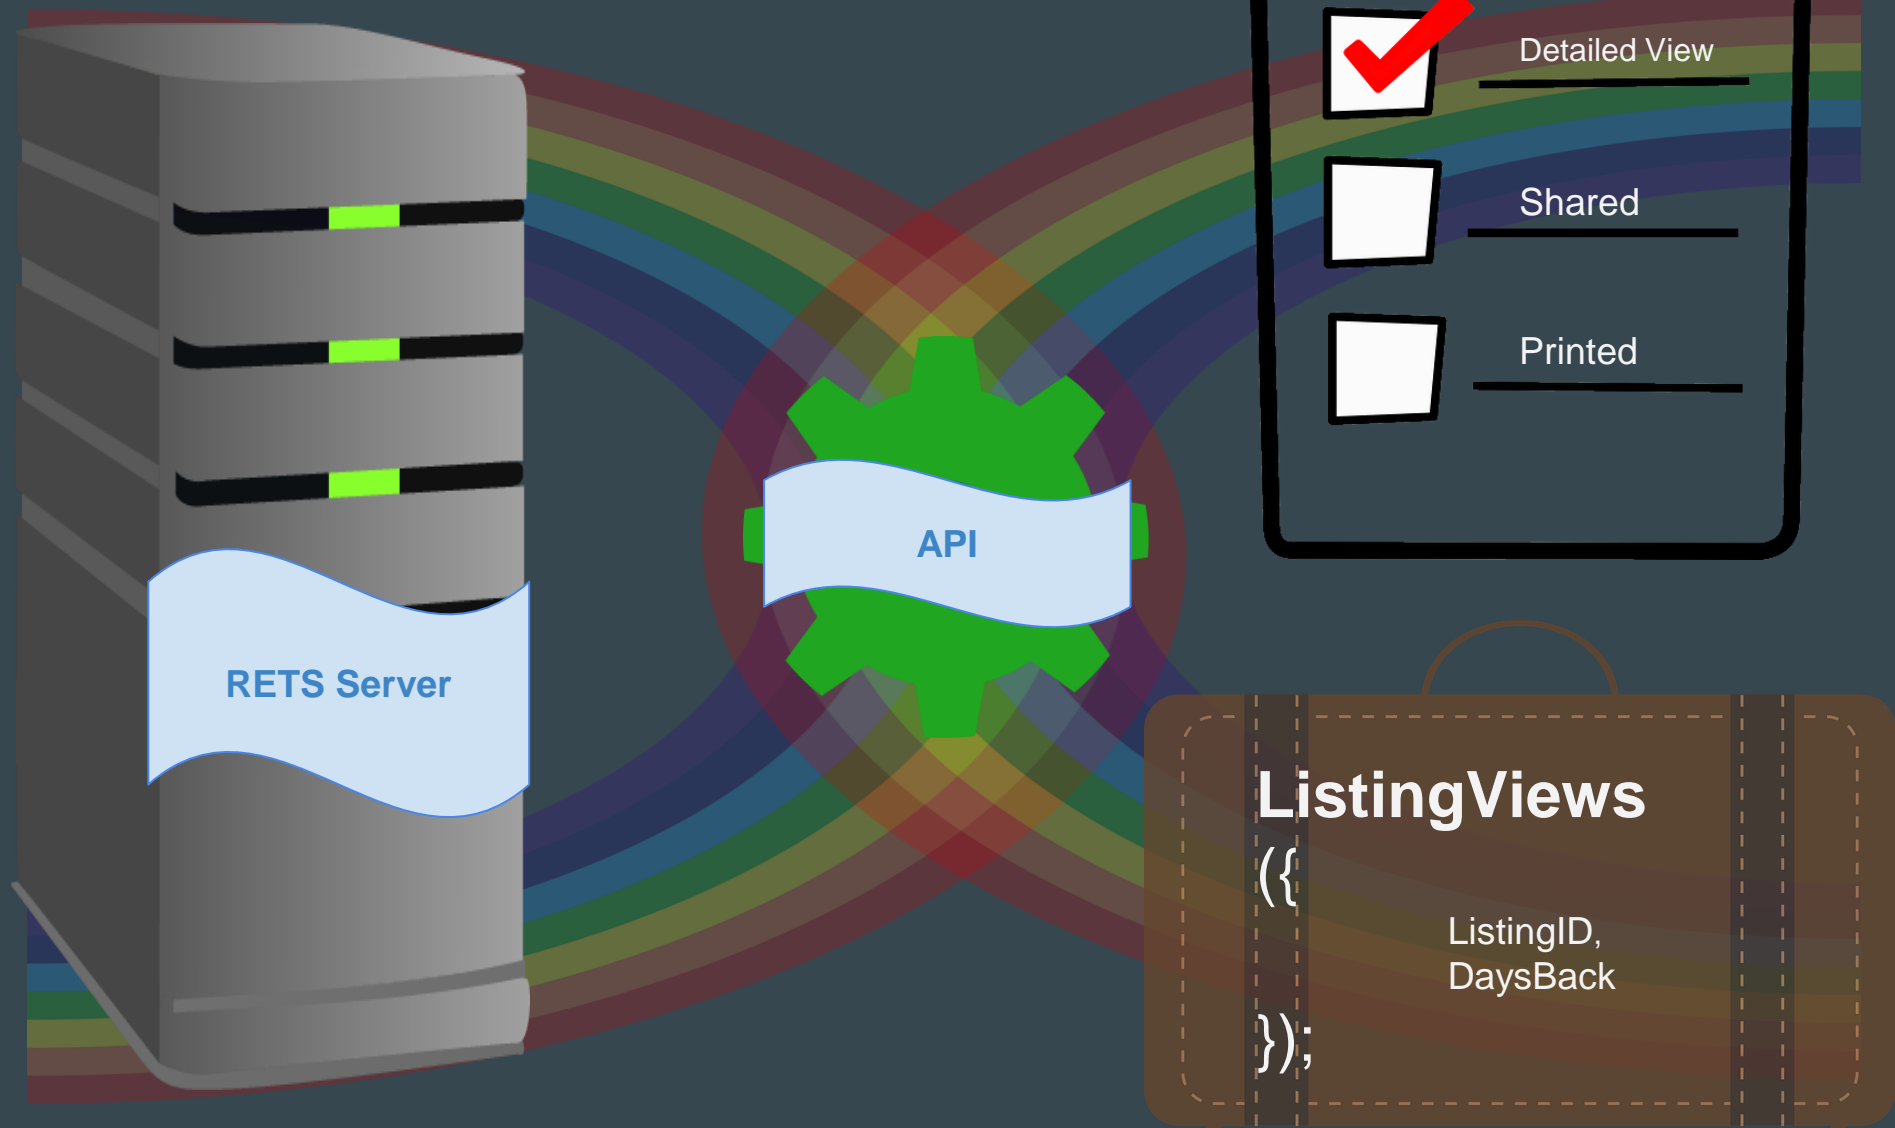 Detailed View
Shared
Printed
API
RETS Server
ListingViews
({
ListingID,
DaysBack
});